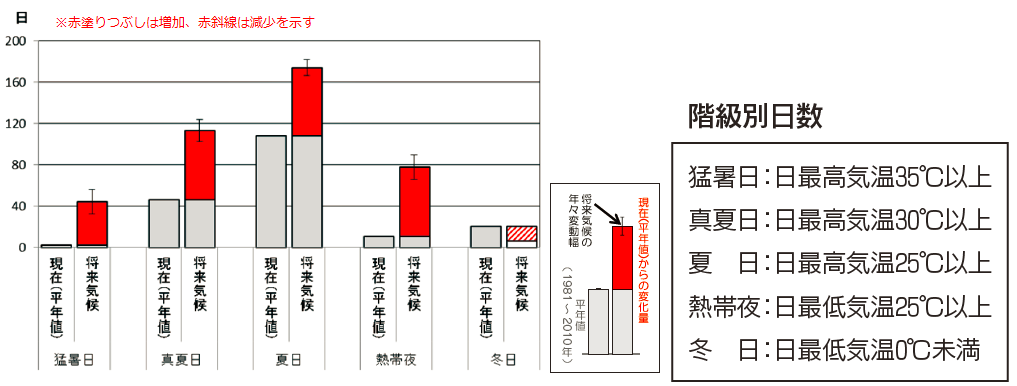 日
※赤塗りつぶしは増加、赤斜線は減少を示す
200
160
120
80
40
0
現在(平年値)
将来気候
現在(平年値)
将来気候
現在(平年値)
将来気候
現在(平年値)
将来気候
現在(平年値)
将来気候
猛暑日
真夏日
夏日
熱帯夜
冬日
現在(平年値)からの変化量
将来気候の
年々変動幅
平年値
(1981〜2010年)
階級別日数
猛暑日:日最高気温35℃以上
真夏日:日最高気温30℃以上
夏　日:日最高気温25℃以上
熱帯夜:日最低気温25℃以上
冬　日:日最低気温0℃未満